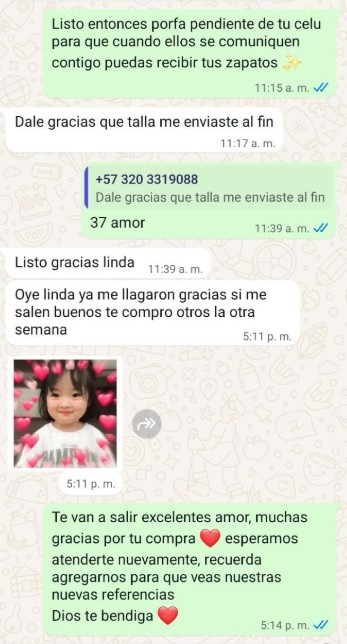 Listo entonces porfa pendiente de tu celu
para que cuando ellos se comuniquen
contigo puedas recibir tus zapatos ✨
11:15 a. m.
Dale gracias que talla me enviaste al fin
11:17 a. m.
+57 320 3319088
Dale gracias que talla me enviaste al fin
37 amor
11:39 a. m.
Listo gracias linda
11:39 a. m.
Oye linda ya me llagaron gracias si me
salen buenos te compro otros la otra
semana
5:11 p. m.
5:11 p. m.
Te van a salir excelentes amor, muchas
gracias por tu compra ❤️ esperamos
atenderte nuevamente, recuerda
agregarnos para que veas nuestras
nuevas referencias
Dios te bendiga ❤️
5:14 p. m.